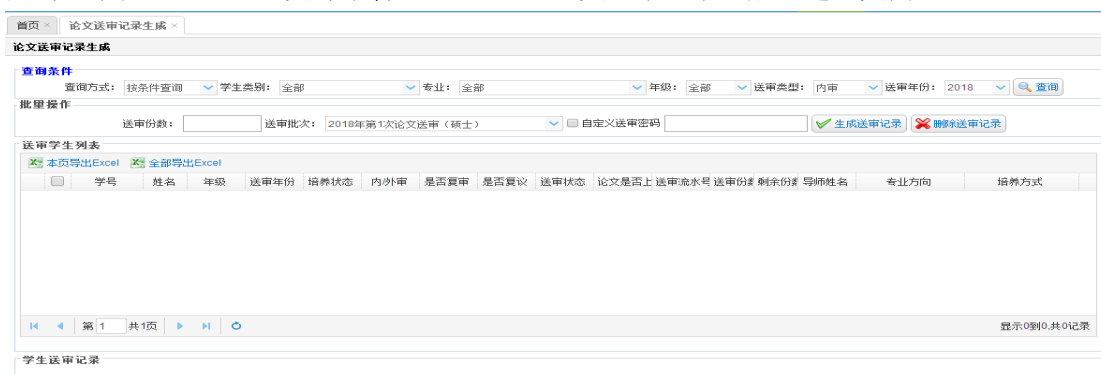 首页 × 论文送审记录生成 ×
论文送审记录生成
查询条件
查询方式: 按条件查询 学生类别: 全部 专业: 全部 年级: 全部 送审类型: 内审 送审年份: 2018 查询
批量操作
送审份数: 送审批次: 2018年第1次论文送审（硕士） 自定义送审密码 生成送审记录 删除送审记录
送审学生列表
本页导出Excel 全部导出Excel
学号 姓名 年级 送审年份 培养状态 内/外审 是否复审 是否复议 送审状态 论文是否上 送审流水号 送审份 剩余份 导师姓名 专业方向 培养方式
第 1 共1页 显示0到0,共0记录
学生送审记录